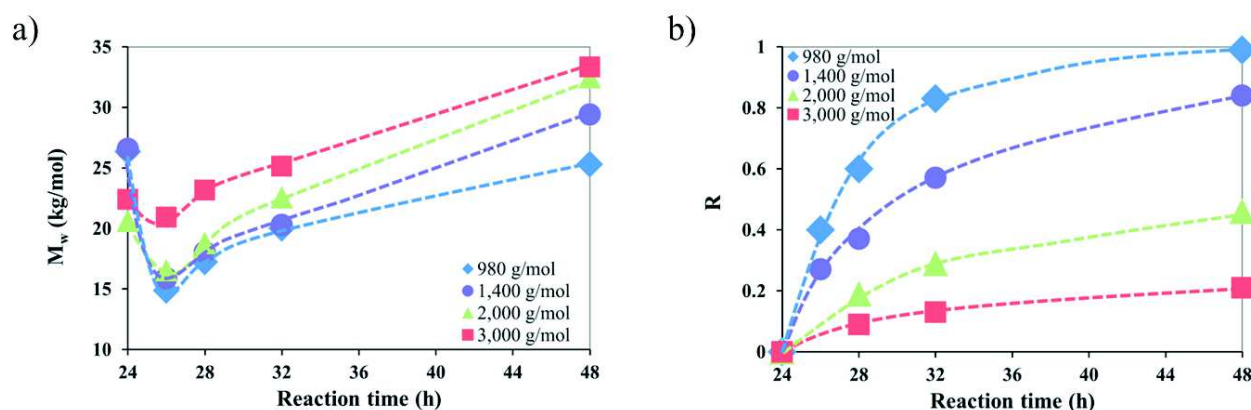 a)
M_w (kg/mol)
35
30
25
20
15
10
24 28 32 36 40 44 48
Reaction time (h)
980 g/mol
1,400 g/mol
2,000 g/mol
3,000 g/mol
b)
R
1
0.8
0.6
0.4
0.2
0
24 28 32 36 40 44 48
Reaction time (h)
980 g/mol
1,400 g/mol
2,000 g/mol
3,000 g/mol